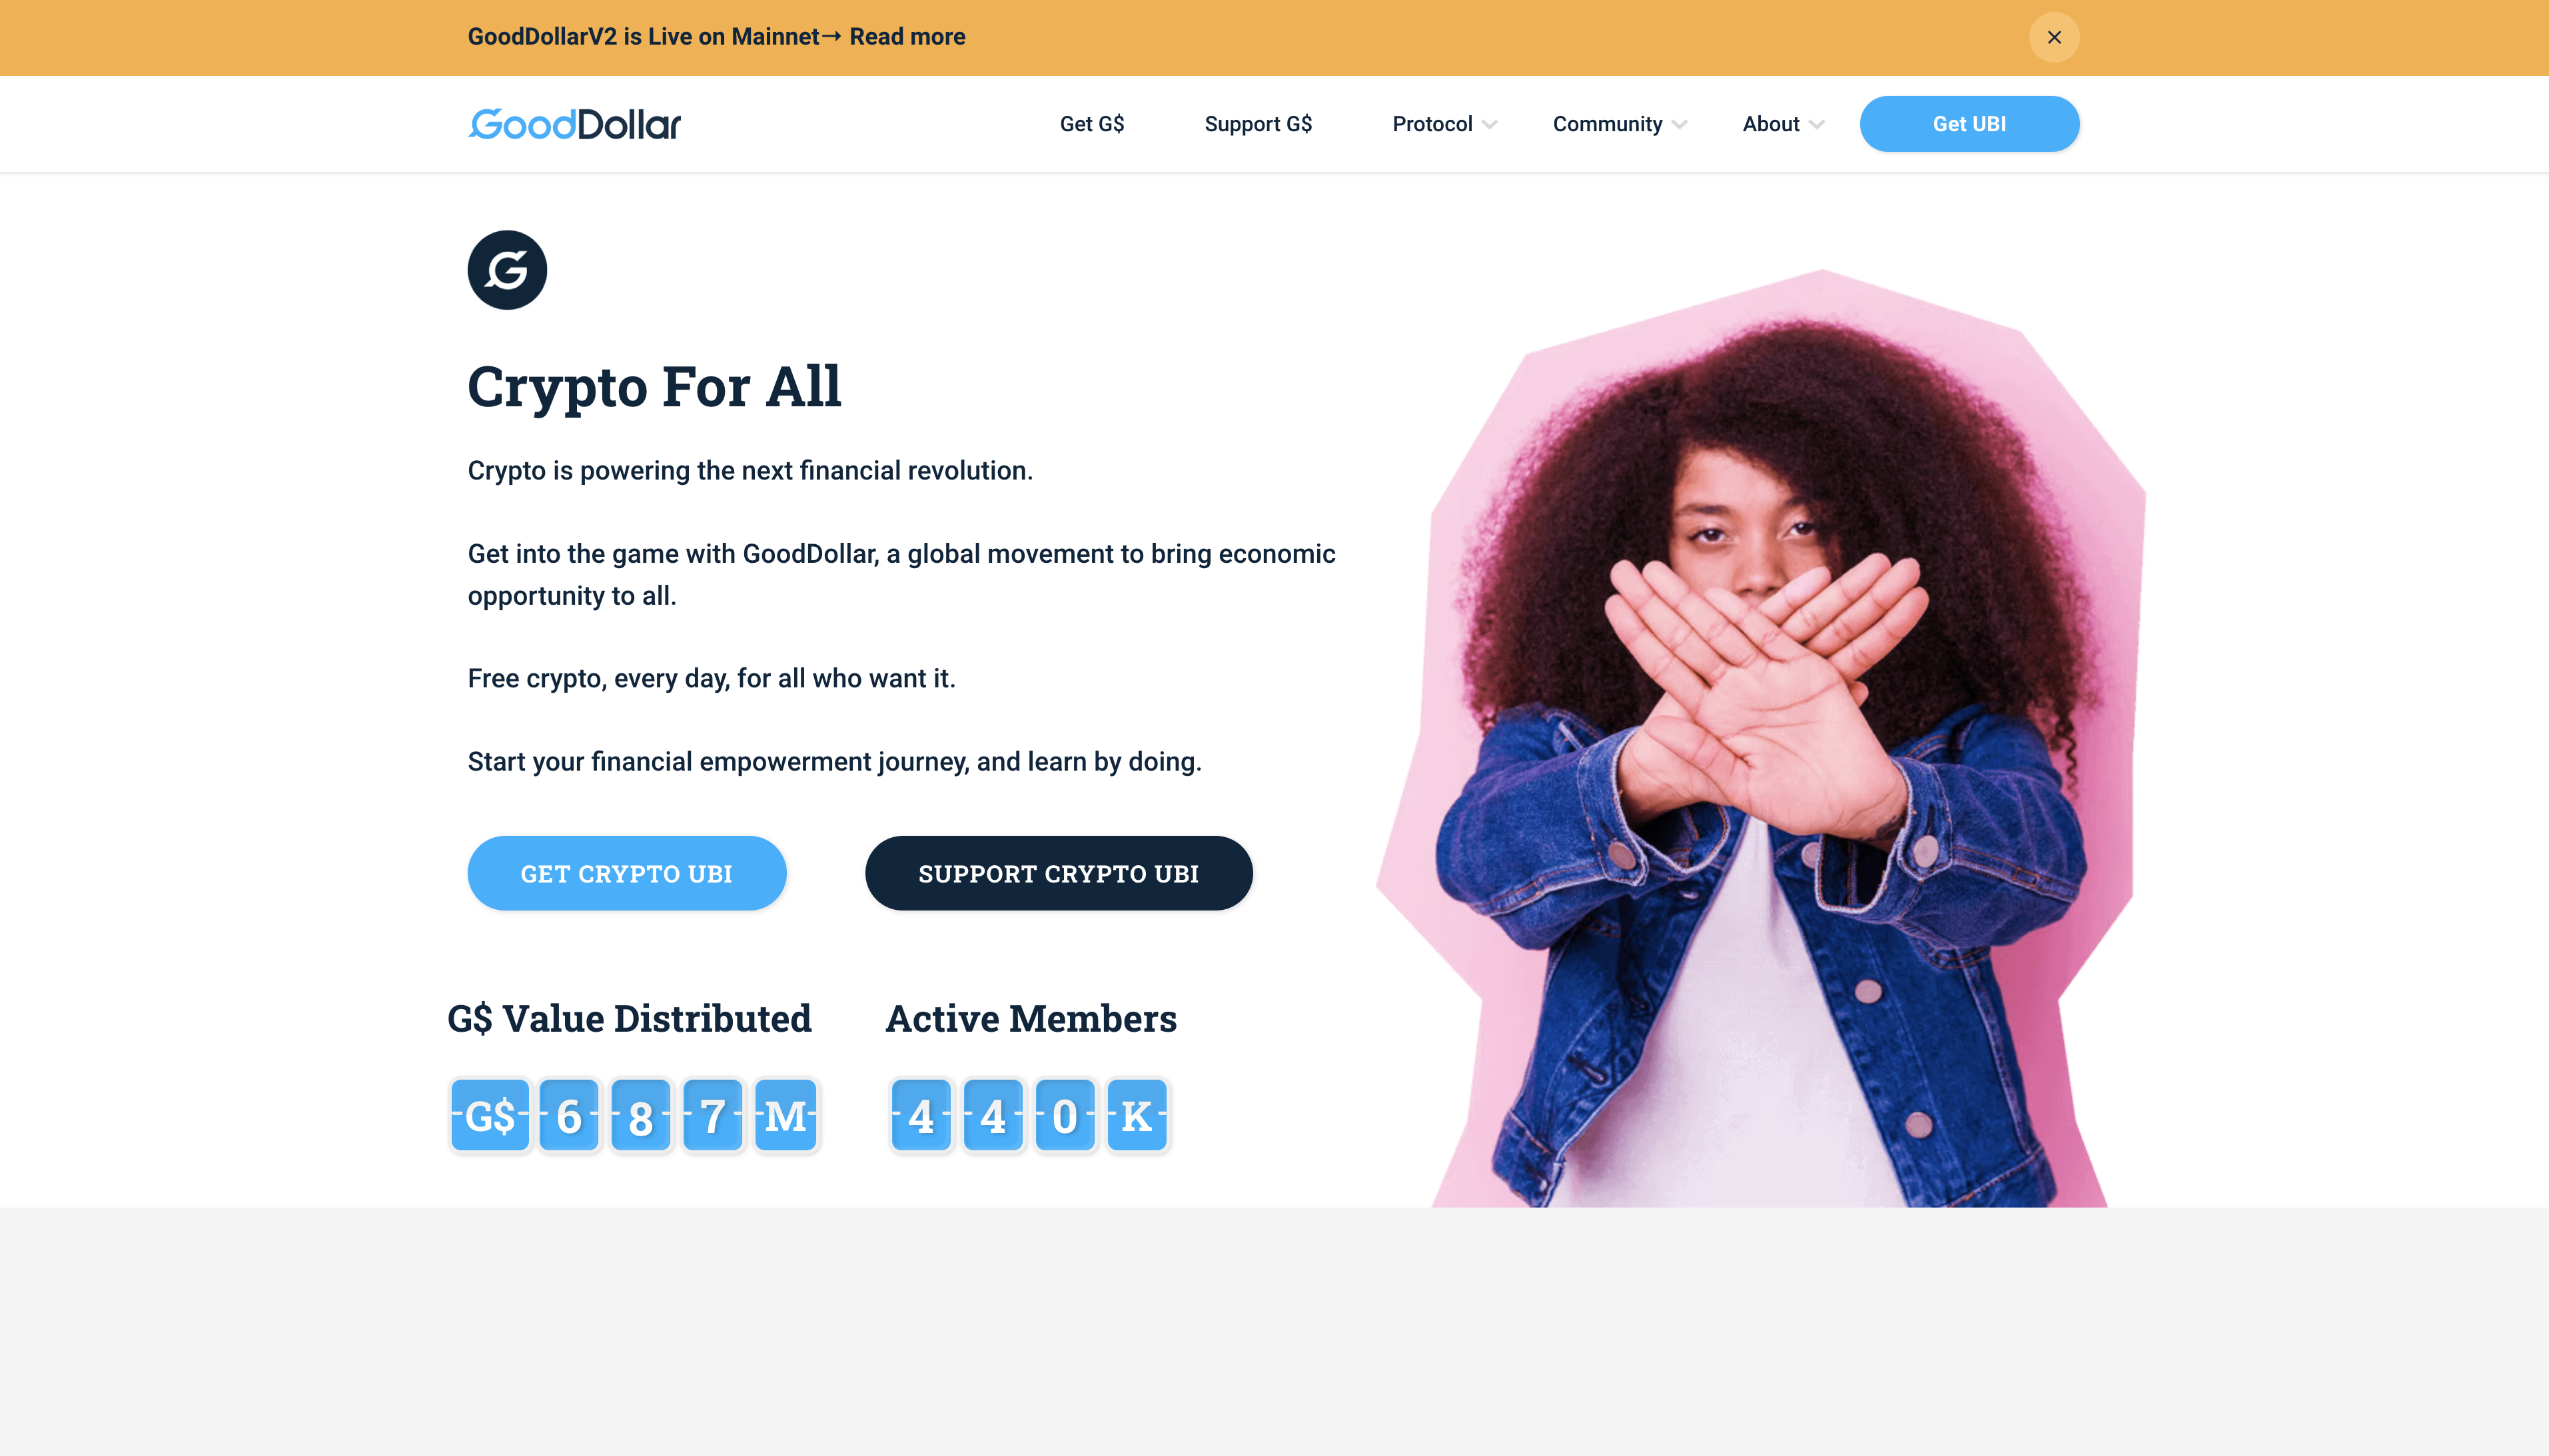 GoodDollarV2 is Live on Mainnet→ Read more
GoodDollar
Get G$
Support G$
Protocol
Community
About
Get UBI
G
Crypto For All
Crypto is powering the next financial revolution.
Get into the game with GoodDollar, a global movement to bring economic
opportunity to all.
Free crypto, every day, for all who want it.
Start your financial empowerment journey, and learn by doing.
GET CRYPTO UBI
SUPPORT CRYPTO UBI
G$ Value Distributed
G$ 6 8 7 M
Active Members
4 4 0 K